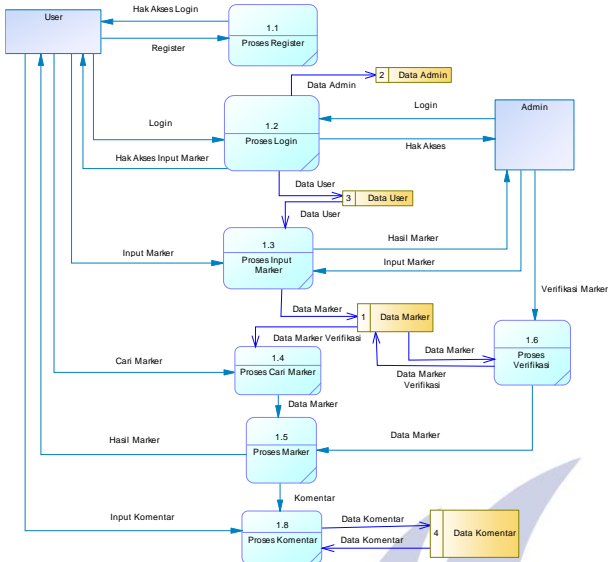 User
Hak Akses Login
Register
1.1
Proses Register
2 Data Admin
Data Admin
Login
1.2
Proses Login
Hak Akses Input Marker
Login
Hak Akses
Admin
Data User
3 Data User
Data User
1.3
Proses Input
Marker
Input Marker
Hasil Marker
Input Marker
Verifikasi Marker
Data Marker
1 Data Marker
Data Marker Verifikasi
1.4
Proses Cari Marker
Cari Marker
Data Marker
Data Marker
Verifikasi
1.6
Proses
Verifikasi
Data Marker
Hasil Marker
1.5
Proses Marker
Data Marker
Komentar
Input Komentar
1.8
Proses Komentar
Data Komentar
Data Komentar
4 Data Komentar